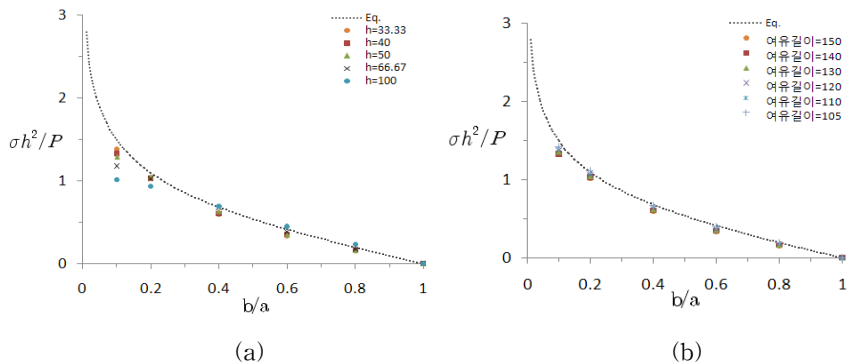 3
2
1
0
σh²/P
0
0.2
0.4
0.6
0.8
1
b/a
Eq.
h=33.33
h=40
h=50
h=66.67
h=100
(a)
3
2
1
0
σh²/P
0
0.2
0.4
0.6
0.8
1
b/a
Eq.
여유길이=150
여유길이=140
여유길이=130
여유길이=120
여유길이=110
여유길이=105
(b)